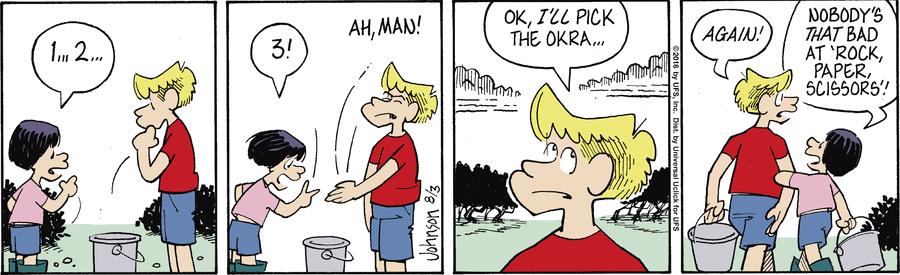 1... 2...
3!
AH, MAN!
Johnson 8/3
OK, I'LL PICK
THE OKRA...
©2016 by UFS, Inc. Dist. by Universal Uclick for UFS
AGAIN!
NOBODY'S
THAT BAD
AT 'ROCK,
PAPER,
SCISSORS'!